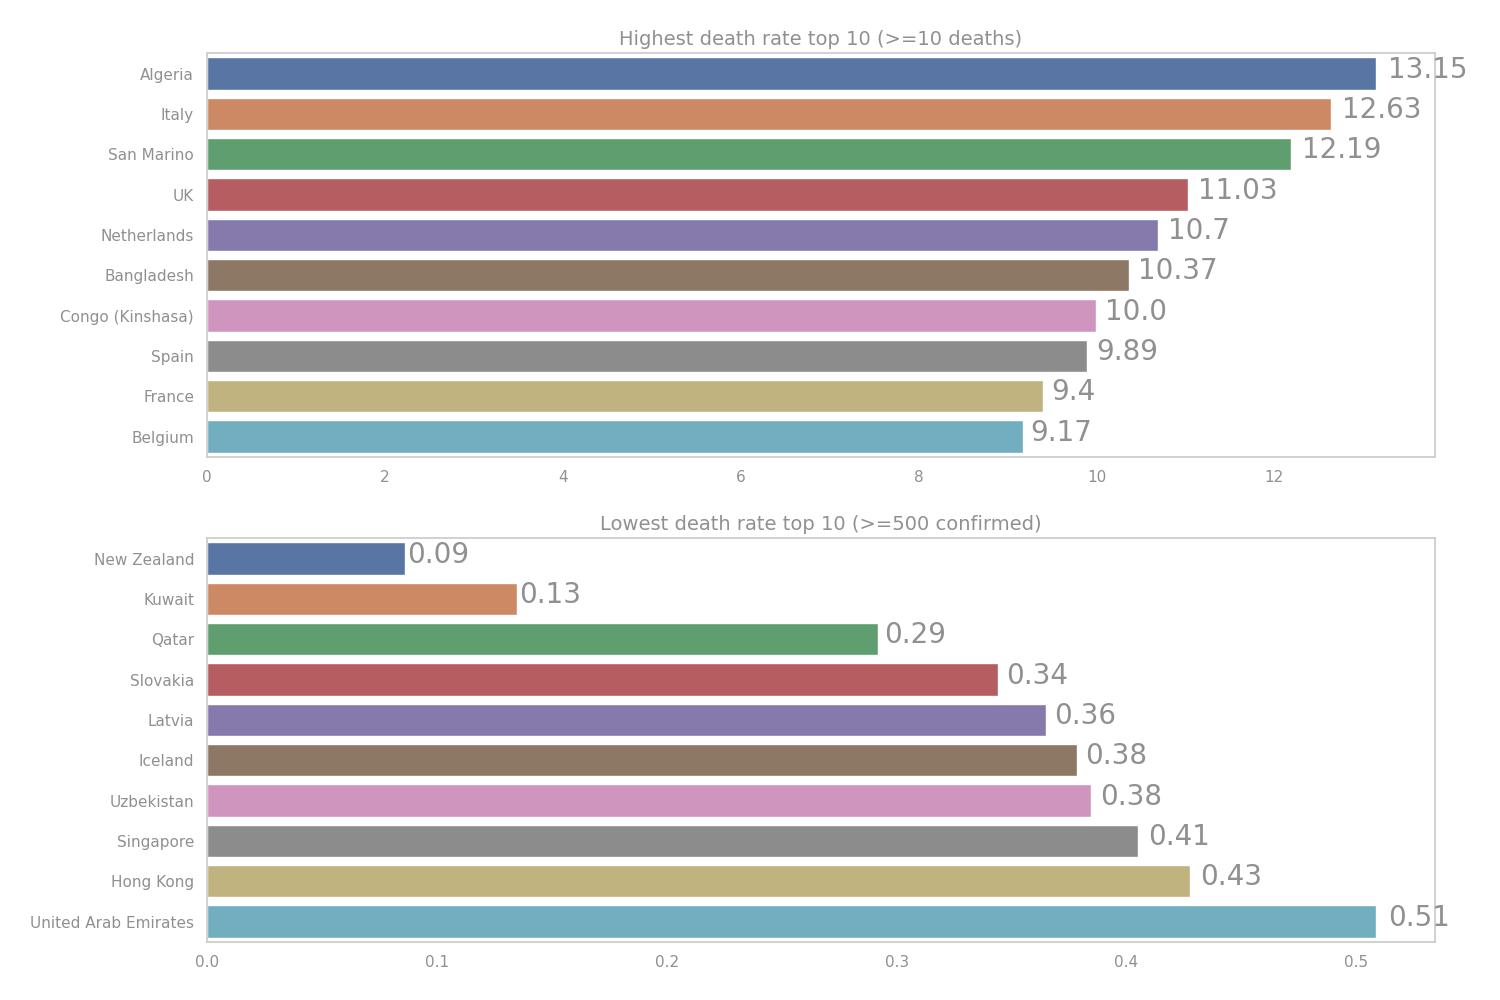 Highest death rate top 10 (>=10 deaths)
Algeria 13.15
Italy 12.63
San Marino 12.19
UK 11.03
Netherlands 10.7
Bangladesh 10.37
Congo (Kinshasa) 10.0
Spain 9.89
France 9.4
Belgium 9.17
0 2 4 6 8 10 12
Lowest death rate top 10 (>=500 confirmed)
New Zealand 0.09
Kuwait 0.13
Qatar 0.29
Slovakia 0.34
Latvia 0.36
Iceland 0.38
Uzbekistan 0.38
Singapore 0.41
Hong Kong 0.43
United Arab Emirates 0.51
0.0 0.1 0.2 0.3 0.4 0.5